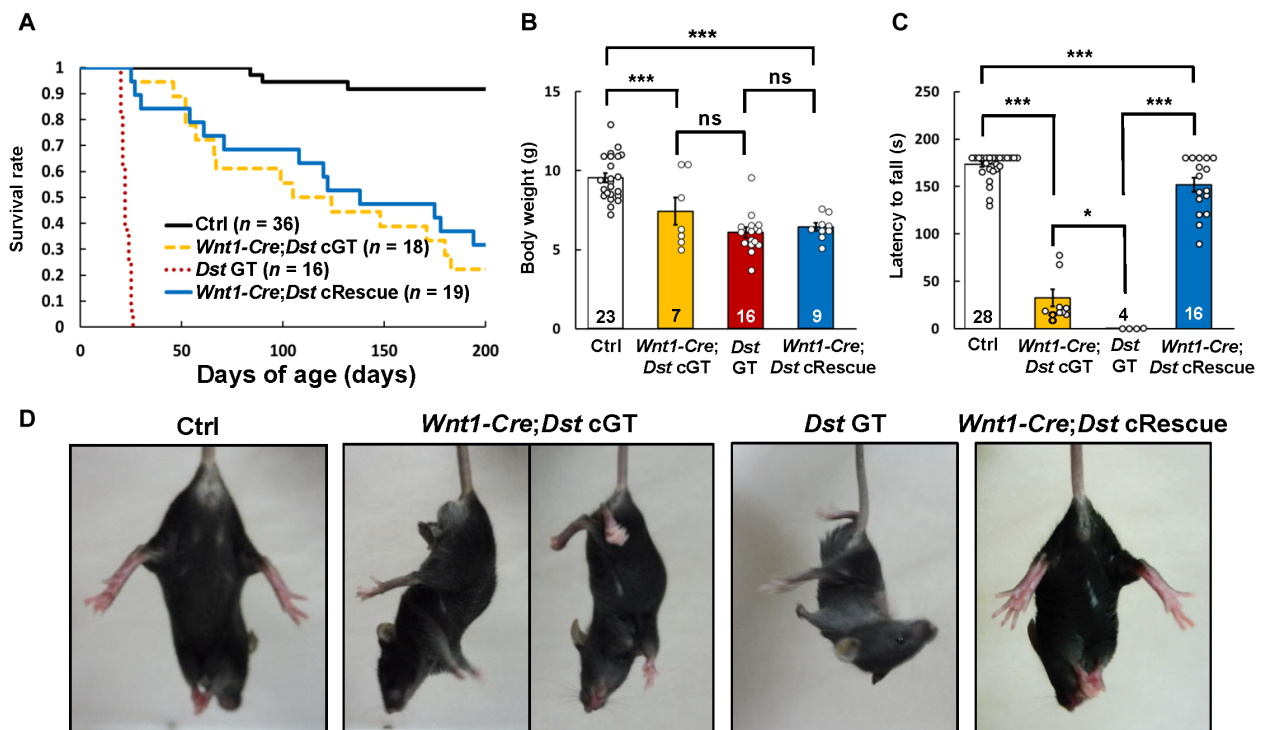 A
Survival rate
1
0.9
0.8
0.7
0.6
0.5
0.4
0.3
0.2
0.1
0
Ctrl (n = 36)
Wnt1-Cre;Dst cGT (n = 18)
Dst GT (n = 16)
Wnt1-Cre;Dst cRescue (n = 19)
0 50 100 150 200
Days of age (days)
B
Body weight (g)
15
10
5
0
***
***
ns
ns
23 7 16 9
Ctrl
Wnt1-Cre;
Dst cGT
Dst
GT
Wnt1-Cre;
Dst cRescue
C
Latency to fall (s)
250
200
150
100
50
0
***
***
***
*
28 4 16
Ctrl
Wnt1-Cre;
Dst cGT
Dst
GT
Wnt1-Cre;
Dst cRescue
D
Ctrl
Wnt1-Cre;Dst cGT
Dst GT
Wnt1-Cre;Dst cRescue